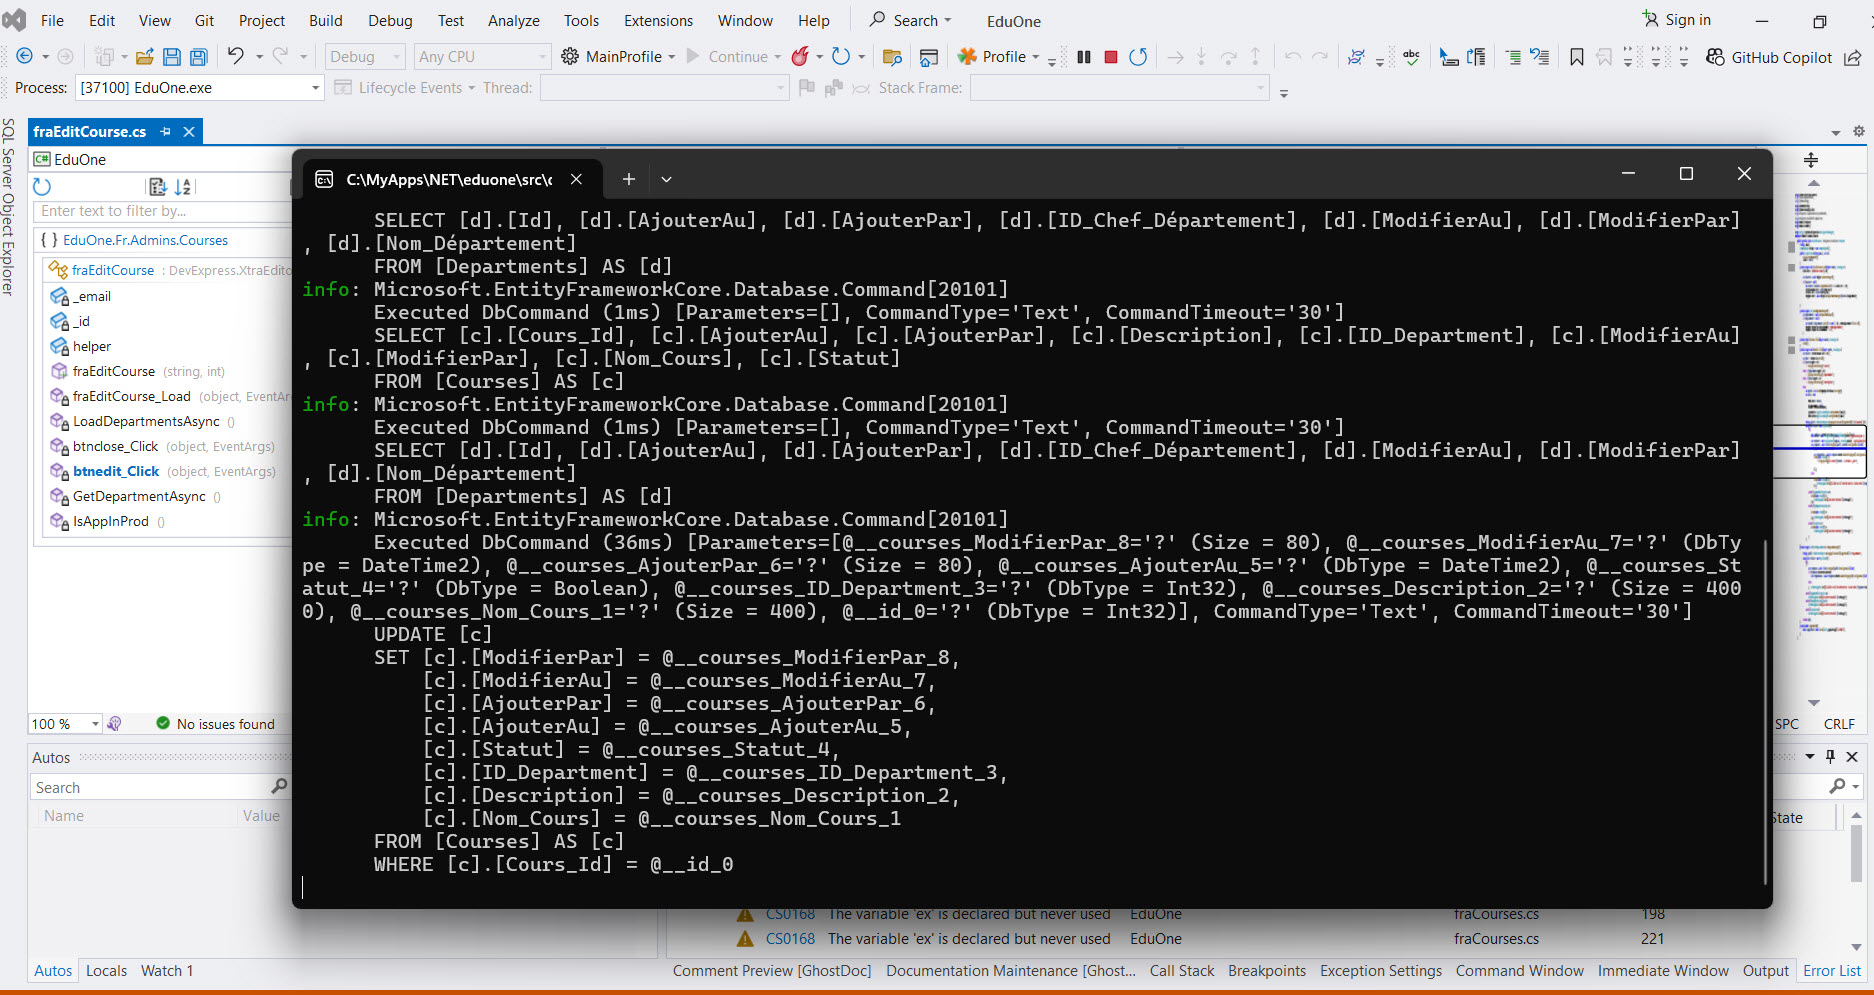 File Edit View Git Project Build Debug Test Analyze Tools Extensions Window Help Search EduOne Sign in
Debug Any CPU MainProfile Continue Profile abc GitHub Copilot
Process: [37100] EduOne.exe Lifecycle Events Thread: Stack Frame:
SQL Server Object Explorer
fraEditCourse.cs
C# EduOne
Enter text to filter by...
{ } EduOne.Fr.Admins.Courses
fraEditCourse : DevExpress.XtraEdito
_email
_id
helper
fraEditCourse (string, int)
fraEditCourse_Load (object, EventAr
LoadDepartmentsAsync ()
btnclose_Click (object, EventArgs)
btnedit_Click (object, EventArgs)
GetDepartmentAsync ()
IsAppInProd ()
100 % No issues found
C:\MyApps\NET\eduone\src\c
SELECT [d].[Id], [d].[AjouterAu], [d].[AjouterPar], [d].[ID_Chef_Département], [d].[ModifierAu], [d].[ModifierPar]
, [d].[Nom_Département]
FROM [Departments] AS [d]
info: Microsoft.EntityFrameworkCore.Database.Command[20101]
Executed DbCommand (1ms) [Parameters=[], CommandType='Text', CommandTimeout='30']
SELECT [c].[Cours_Id], [c].[AjouterAu], [c].[AjouterPar], [c].[Description], [c].[ID_Department], [c].[ModifierAu]
, [c].[ModifierPar], [c].[Nom_Cours], [c].[Statut]
FROM [Courses] AS [c]
info: Microsoft.EntityFrameworkCore.Database.Command[20101]
Executed DbCommand (1ms) [Parameters=[], CommandType='Text', CommandTimeout='30']
SELECT [d].[Id], [d].[AjouterAu], [d].[AjouterPar], [d].[ID_Chef_Département], [d].[ModifierAu], [d].[ModifierPar]
, [d].[Nom_Département]
FROM [Departments] AS [d]
info: Microsoft.EntityFrameworkCore.Database.Command[20101]
Executed DbCommand (36ms) [Parameters=[@__courses_ModifierPar_8='?' (Size = 80), @__courses_ModifierAu_7='?' (DbTy
pe = DateTime2), @__courses_AjouterPar_6='?' (Size = 80), @__courses_AjouterAu_5='?' (DbType = DateTime2), @__courses_St
atut_4='?' (DbType = Boolean), @__courses_ID_Department_3='?' (DbType = Int32), @__courses_Description_2='?' (Size = 400
0), @__courses_Nom_Cours_1='?' (Size = 400), @__id_0='?' (DbType = Int32)], CommandType='Text', CommandTimeout='30']
UPDATE [c]
SET [c].[ModifierPar] = @__courses_ModifierPar_8,
[c].[ModifierAu] = @__courses_ModifierAu_7,
[c].[AjouterPar] = @__courses_AjouterPar_6,
[c].[AjouterAu] = @__courses_AjouterAu_5,
[c].[Statut] = @__courses_Statut_4,
[c].[ID_Department] = @__courses_ID_Department_3,
[c].[Description] = @__courses_Description_2,
[c].[Nom_Cours] = @__courses_Nom_Cours_1
FROM [Courses] AS [c]
WHERE [c].[Cours_Id] = @__id_0
SPC CRLF
Autos
Search
Name Value
State
CS0168 The variable 'ex' is declared but never used EduOne fraCourses.cs 198
CS0168 The variable 'ex' is declared but never used EduOne fraCourses.cs 221
Autos Locals Watch 1
Comment Preview [GhostDoc] Documentation Maintenance [Ghost... Call Stack Breakpoints Exception Settings Command Window Immediate Window Output Error List